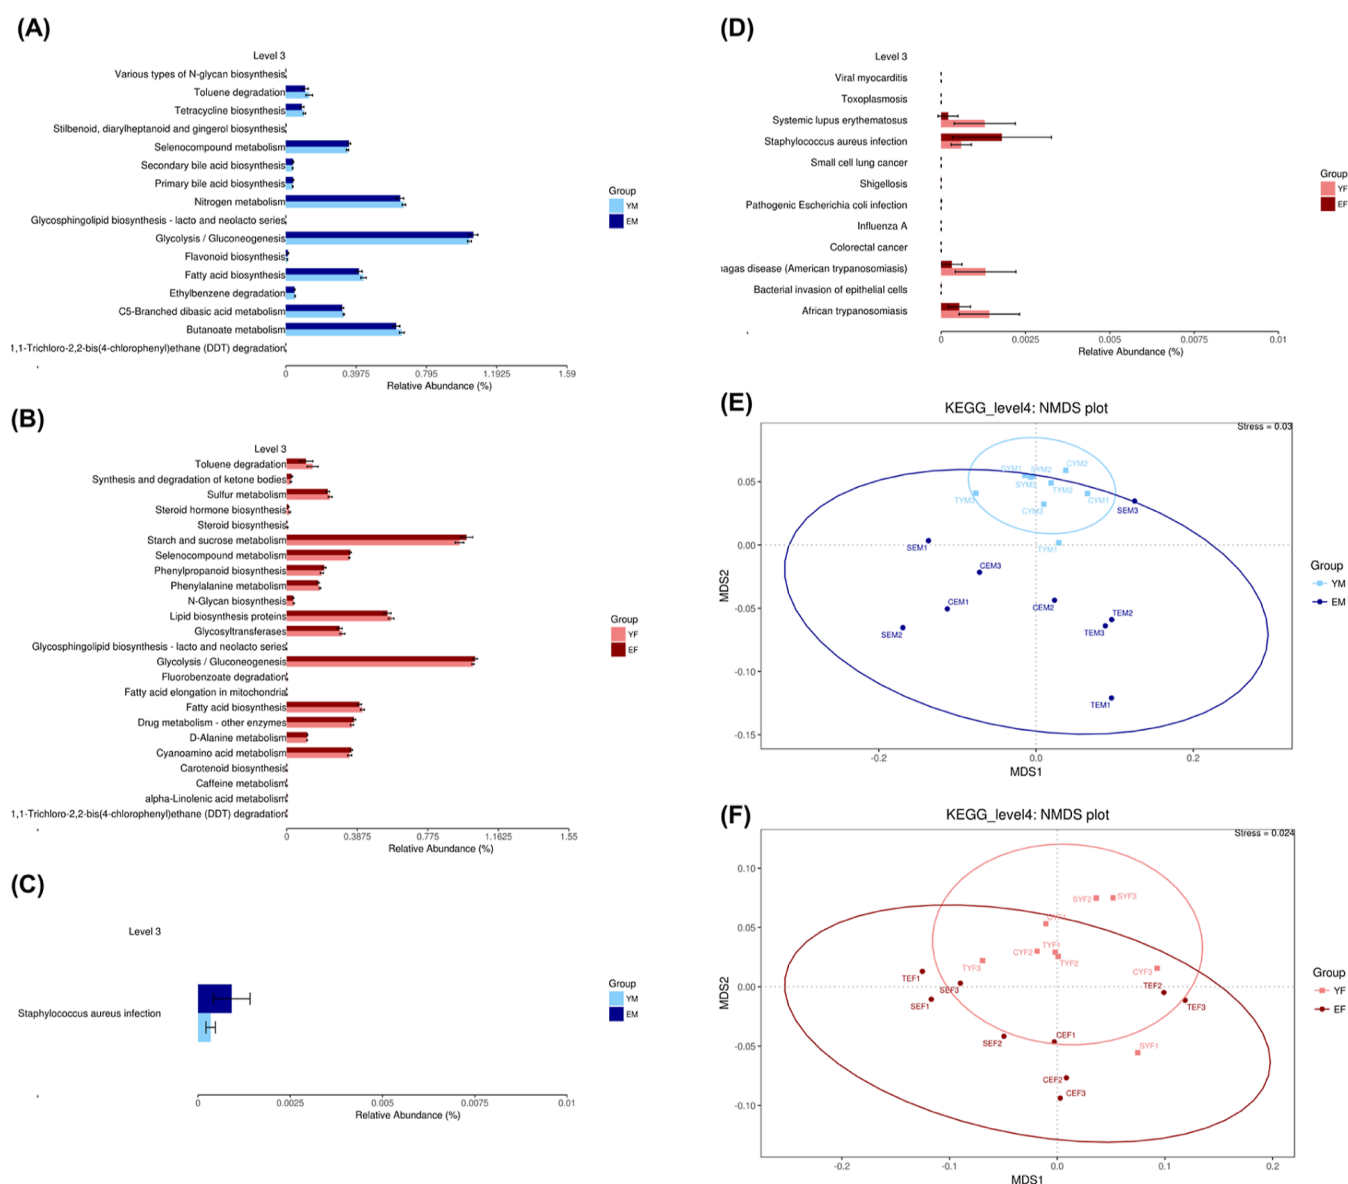 (A)
Level 3
Various types of N-glycan biosynthesis
Toluene degradation
Tetracycline biosynthesis
Stilbenoid, diarylheptanoid and gingerol biosynthesis
Selenocompound metabolism
Secondary bile acid biosynthesis
Primary bile acid biosynthesis
Nitrogen metabolism
Glycosphingolipid biosynthesis - lacto and neolacto series
Glycolysis / Gluconeogenesis
Flavonoid biosynthesis
Fatty acid biosynthesis
Ethylbenzene degradation
C5-Branched dibasic acid metabolism
Butanoate metabolism
1,1-Trichloro-2,2-bis(4-chlorophenyl)ethane (DDT) degradation
0 0.3975 0.795 1.1925 1.59
Relative Abundance (%)
Group
YM
EM
(B)
Level 3
Toluene degradation
Synthesis and degradation of ketone bodies
Sulfur metabolism
Steroid hormone biosynthesis
Steroid biosynthesis
Starch and sucrose metabolism
Selenocompound metabolism
Phenylpropanoid biosynthesis
Phenylalanine metabolism
N-Glycan biosynthesis
Lipid biosynthesis proteins
Glycosyltransferases
Glycosphingolipid biosynthesis - lacto and neolacto series
Glycolysis / Gluconeogenesis
Fluorobenzoate degradation
Fatty acid elongation in mitochondria
Fatty acid biosynthesis
Drug metabolism - other enzymes
D-Alanine metabolism
Cyanoamino acid metabolism
Carotenoid biosynthesis
Caffeine metabolism
alpha-Linolenic acid metabolism
1,1-Trichloro-2,2-bis(4-chlorophenyl)ethane (DDT) degradation
0 0.3875 0.775 1.1625 1.55
Relative Abundance (%)
Group
YF
EF
(C)
Level 3
Staphylococcus aureus infection
0 0.0025 0.005 0.0075 0.01
Relative Abundance (%)
Group
YM
EM
(D)
Level 3
Viral myocarditis
Toxoplasmosis
Systemic lupus erythematosus
Staphylococcus aureus infection
Small cell lung cancer
Shigellosis
Pathogenic Escherichia coli infection
Influenza A
Colorectal cancer
agas disease (American trypanosomiasis)
Bacterial invasion of epithelial cells
African trypanosomiasis
0 0.0025 0.005 0.0075 0.01
Relative Abundance (%)
Group
YF
EF
(E)
KEGG_level4: NMDS plot
Stress = 0.03
SYM1 SYM2 CYM2
SYM3 TYM2
TYM3 CYM1
CYM3 SEM3
TYM1
SEM1
CEM3
CEM1 CEM2 TEM2
SEM2 TEM3
TEM1
0.05
0.00
-0.05
-0.10
-0.15
MDS2
-0.2 0.0 0.2
MDS1
Group
YM
EM
(F)
KEGG_level4: NMDS plot
Stress = 0.024
SYF2 SYF3
CYF2 TYF1
TYF3 TYF2 CYF3
TEF1 SEF3 TEF2
SEF1 TEF3
SEF2 CEF1
SYF1
CEF2
CEF3
0.10
0.05
0.00
-0.05
-0.10
MDS2
-0.2 -0.1 0.0 0.1 0.2
MDS1
Group
YF
EF